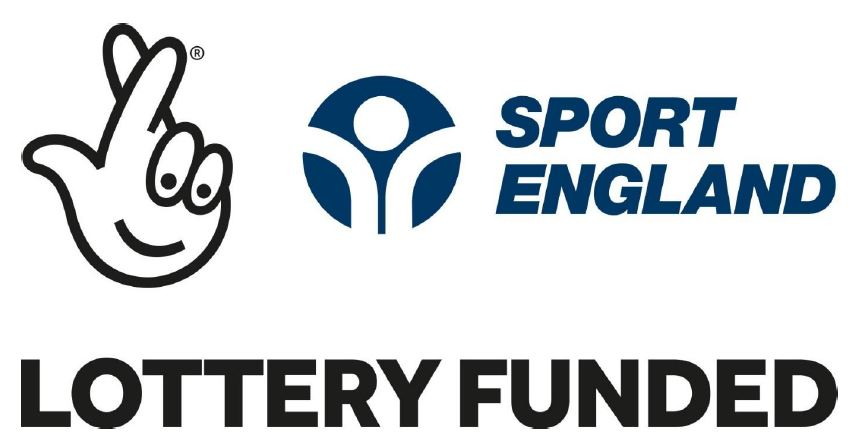 ®
SPORT
ENGLAND
LOTTERY FUNDED